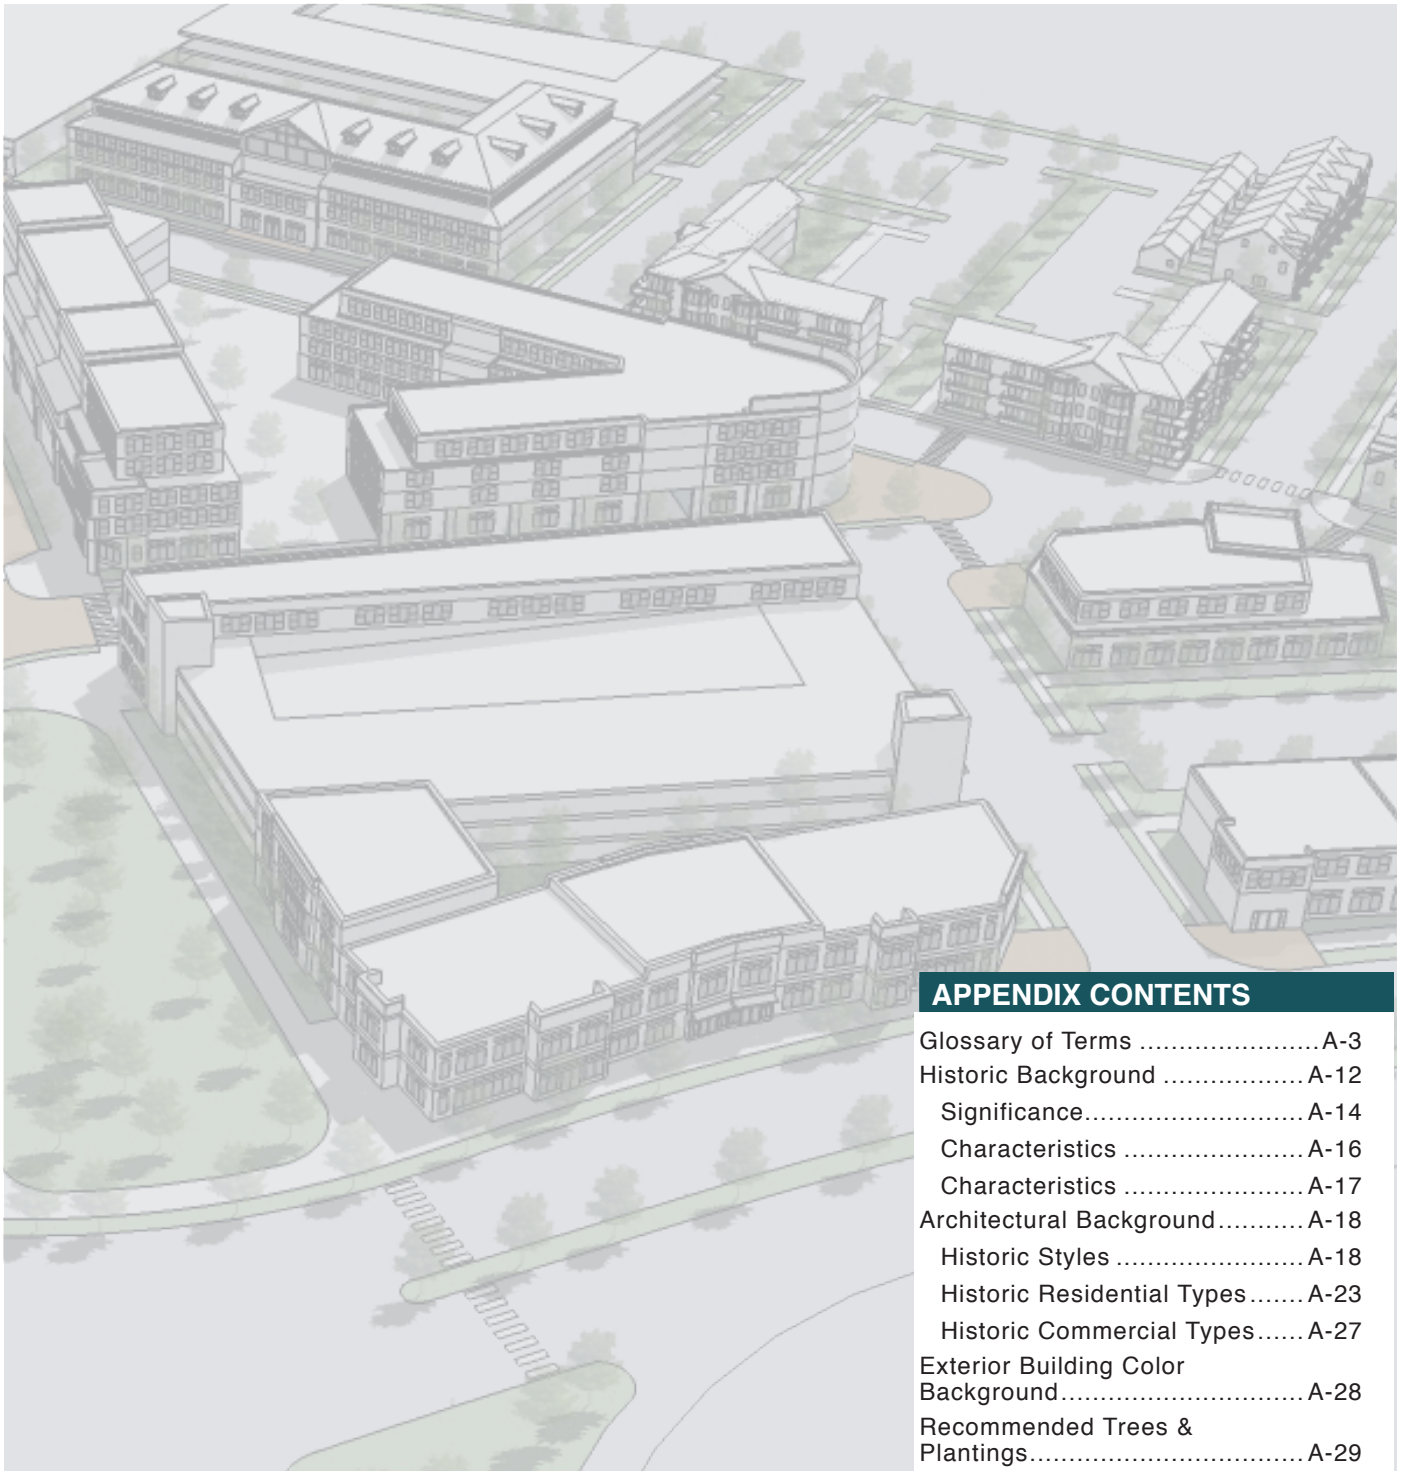 APPENDIX CONTENTS
Glossary of Terms .......................A-3
Historic Background ..................A-12
Significance............................A-14
Characteristics .......................A-16
Characteristics .......................A-17
Architectural Background...........A-18
Historic Styles ........................A-18
Historic Residential Types.......A-23
Historic Commercial Types......A-27
Exterior Building Color
Background...............................A-28
Recommended Trees &
Plantings...................................A-29